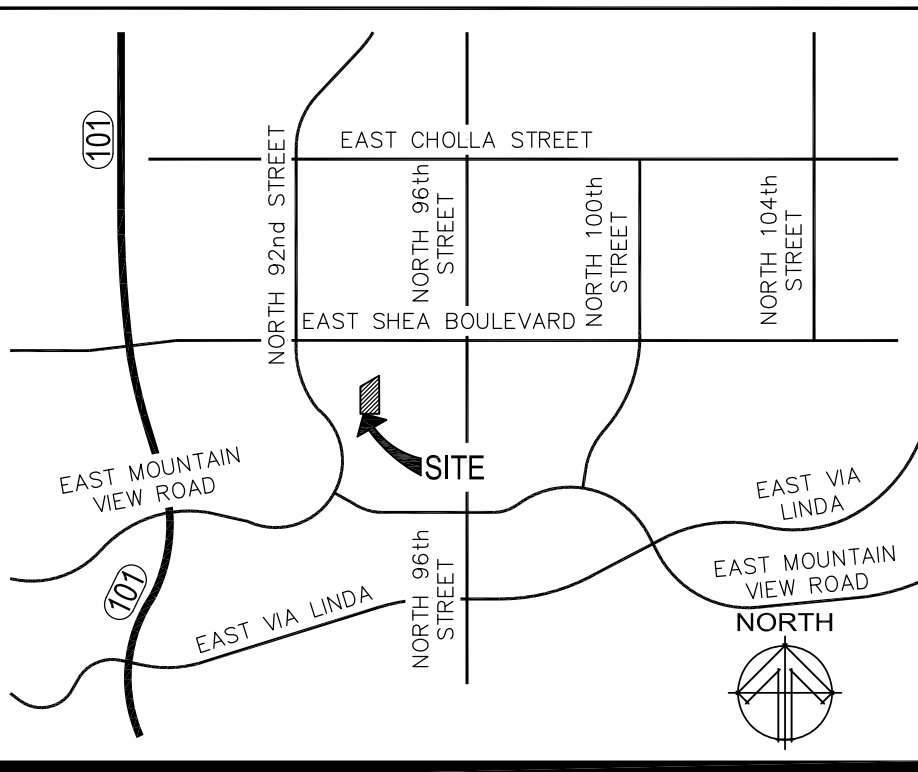 101
EAST CHOLLA STREET
NORTH 92nd STREET
NORTH 96th
STREET
NORTH 100th
STREET
NORTH 104th
STREET
EAST SHEA BOULEVARD
EAST MOUNTAIN
VIEW ROAD
SITE
EAST VIA
LINDA
101
NORTH 96th
STREET
EAST MOUNTAIN
VIEW ROAD
EAST VIA LINDA
NORTH